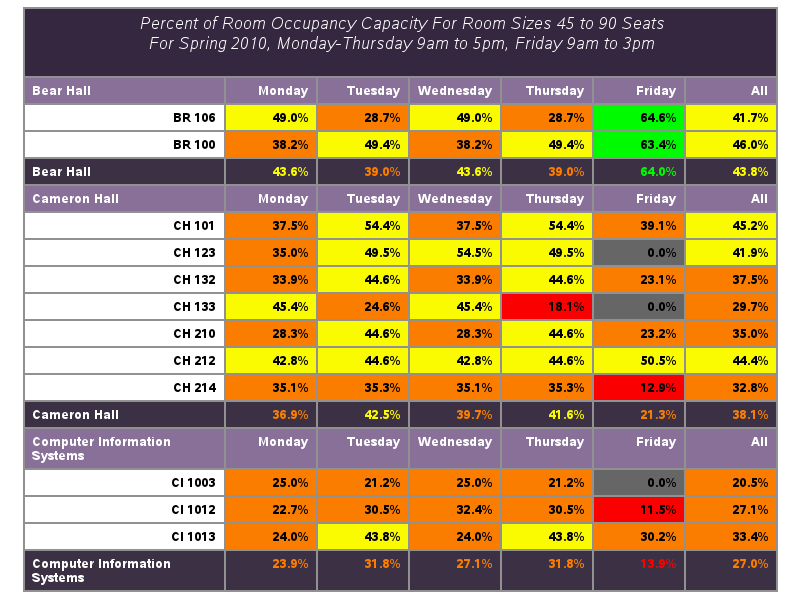 Percent of Room Occupancy Capacity For Room Sizes 45 to 90 Seats
For Spring 2010, Monday-Thursday 9am to 5pm, Friday 9am to 3pm
Bear Hall Monday Tuesday Wednesday Thursday Friday All
BR 106 49.0% 28.7% 49.0% 28.7% 64.6% 41.7%
BR 100 38.2% 49.4% 38.2% 49.4% 63.4% 46.0%
Bear Hall 43.6% 39.0% 43.6% 39.0% 64.0% 43.8%
Cameron Hall Monday Tuesday Wednesday Thursday Friday All
CH 101 37.5% 54.4% 37.5% 54.4% 39.1% 45.2%
CH 123 35.0% 49.5% 54.5% 49.5% 0.0% 41.9%
CH 132 33.9% 44.6% 33.9% 44.6% 23.1% 37.5%
CH 133 45.4% 24.6% 45.4% 18.1% 0.0% 29.7%
CH 210 28.3% 44.6% 28.3% 44.6% 23.2% 35.0%
CH 212 42.8% 44.6% 42.8% 44.6% 50.5% 44.4%
CH 214 35.1% 35.3% 35.1% 35.3% 12.9% 32.8%
Cameron Hall 36.9% 42.5% 39.7% 41.6% 21.3% 38.1%
Computer Information Monday Tuesday Wednesday Thursday Friday All
Systems
CI 1003 25.0% 21.2% 25.0% 21.2% 0.0% 20.5%
CI 1012 22.7% 30.5% 32.4% 30.5% 11.5% 27.1%
CI 1013 24.0% 43.8% 24.0% 43.8% 30.2% 33.4%
Computer Information 23.9% 31.8% 27.1% 31.8% 13.9% 27.0%
Systems